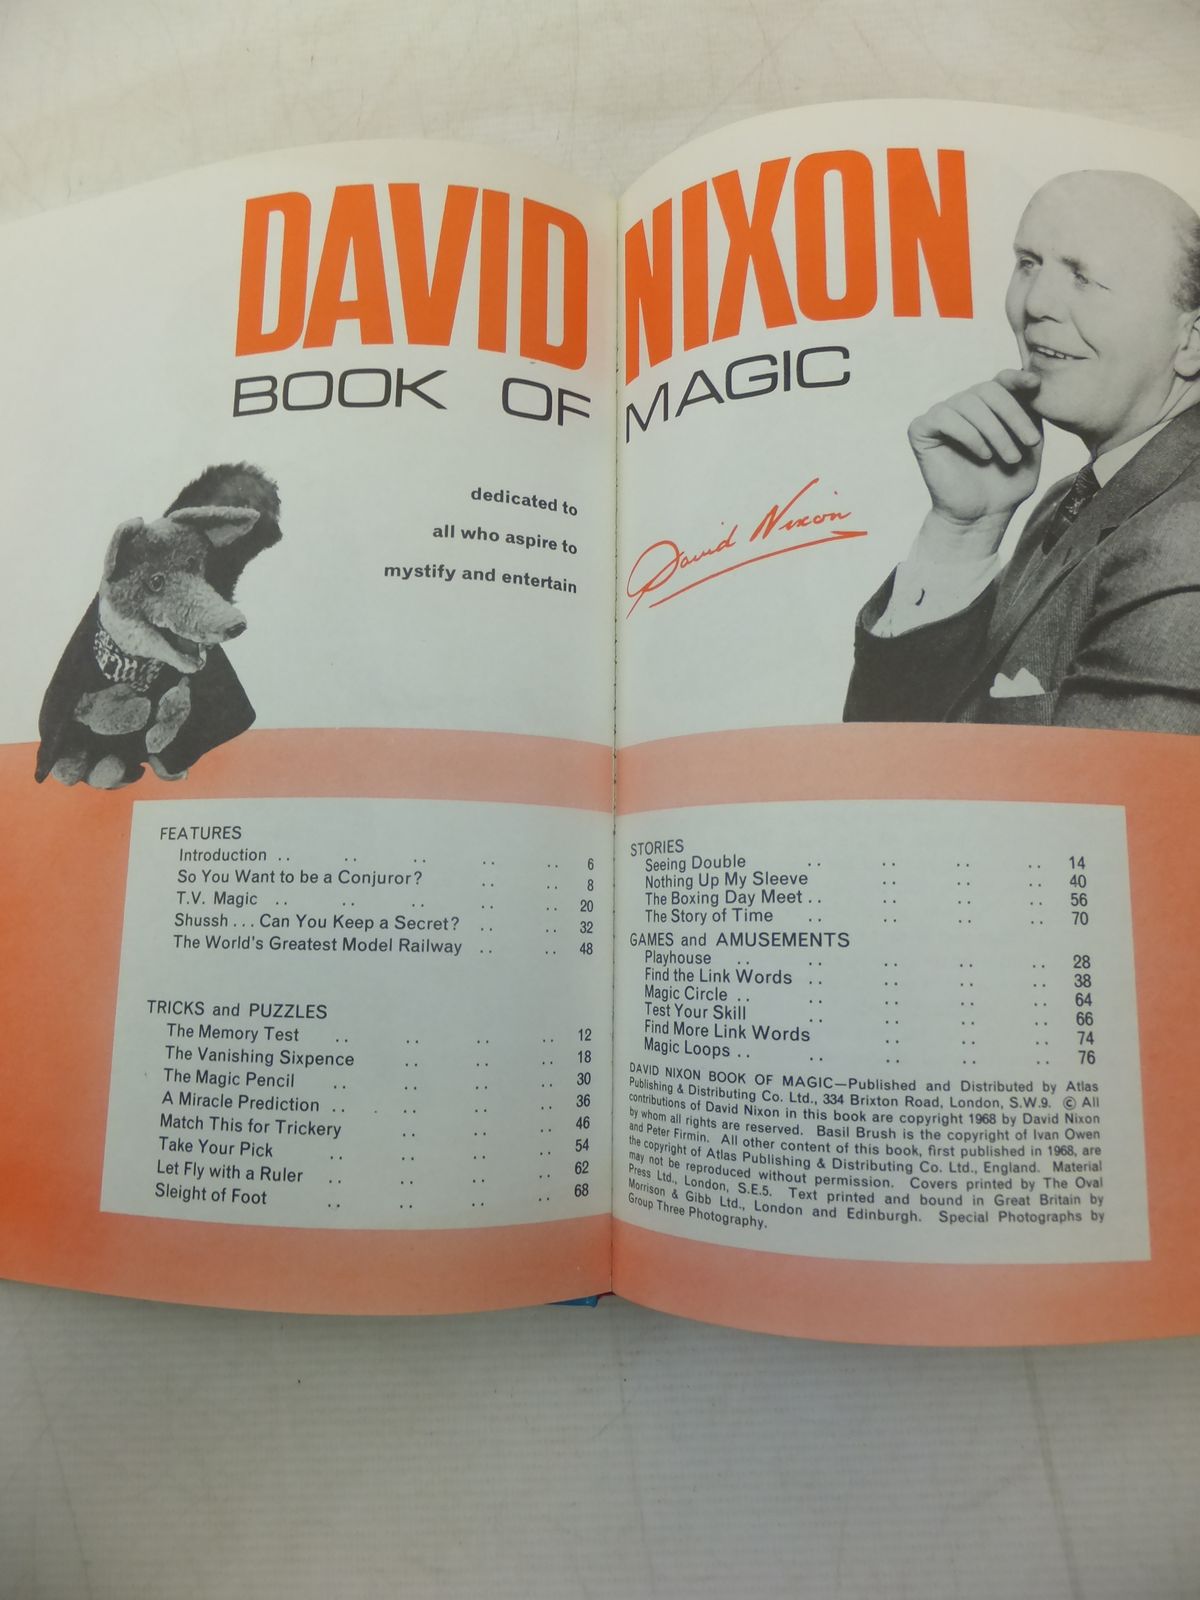 DAVID NIXON
BOOK OF MAGIC
dedicated to
all who aspire to
mystify and entertain
David Nixon
FEATURES
Introduction .. .. .. .. .. 6
So You Want to be a Conjuror? .. .. 8
T.V. Magic .. .. .. .. .. 20
Shussh ... Can You Keep a Secret? .. .. 32
The World's Greatest Model Railway .. .. 48
TRICKS and PUZZLES
The Memory Test .. .. .. .. 12
The Vanishing Sixpence .. .. .. 18
The Magic Pencil .. .. .. .. 30
A Miracle Prediction .. .. .. .. 36
Match This for Trickery .. .. .. 46
Take Your Pick .. .. .. .. 54
Let Fly with a Ruler .. .. .. .. 62
Sleight of Foot .. .. .. .. 68
STORIES
Seeing Double .. .. .. .. 14
Nothing Up My Sleeve .. .. .. 40
The Boxing Day Meet .. .. .. .. 56
The Story of Time .. .. .. .. 70
GAMES and AMUSEMENTS
Playhouse .. .. .. .. .. 28
Find the Link Words .. .. .. .. 38
Magic Circle .. .. .. .. .. 64
Test Your Skill .. .. .. .. 66
Find More Link Words .. .. .. 74
Magic Loops .. .. .. .. .. 76
DAVID NIXON BOOK OF MAGIC—Published and Distributed by Atlas
Publishing & Distributing Co. Ltd., 334 Brixton Road, London, S.W.9. © All
contributions of David Nixon in this book are copyright 1968 by David Nixon
by whom all rights are reserved. Basil Brush is the copyright of Ivan Owen
and Peter Firmin. All other content of this book, first published in 1968, are
the copyright of Atlas Publishing & Distributing Co. Ltd., England. Material
may not be reproduced without permission. Covers printed by The Oval
Press Ltd., London, S.E.5. Text printed and bound in Great Britain by
Morrison & Gibb Ltd., London and Edinburgh. Special Photographs by
Group Three Photography.